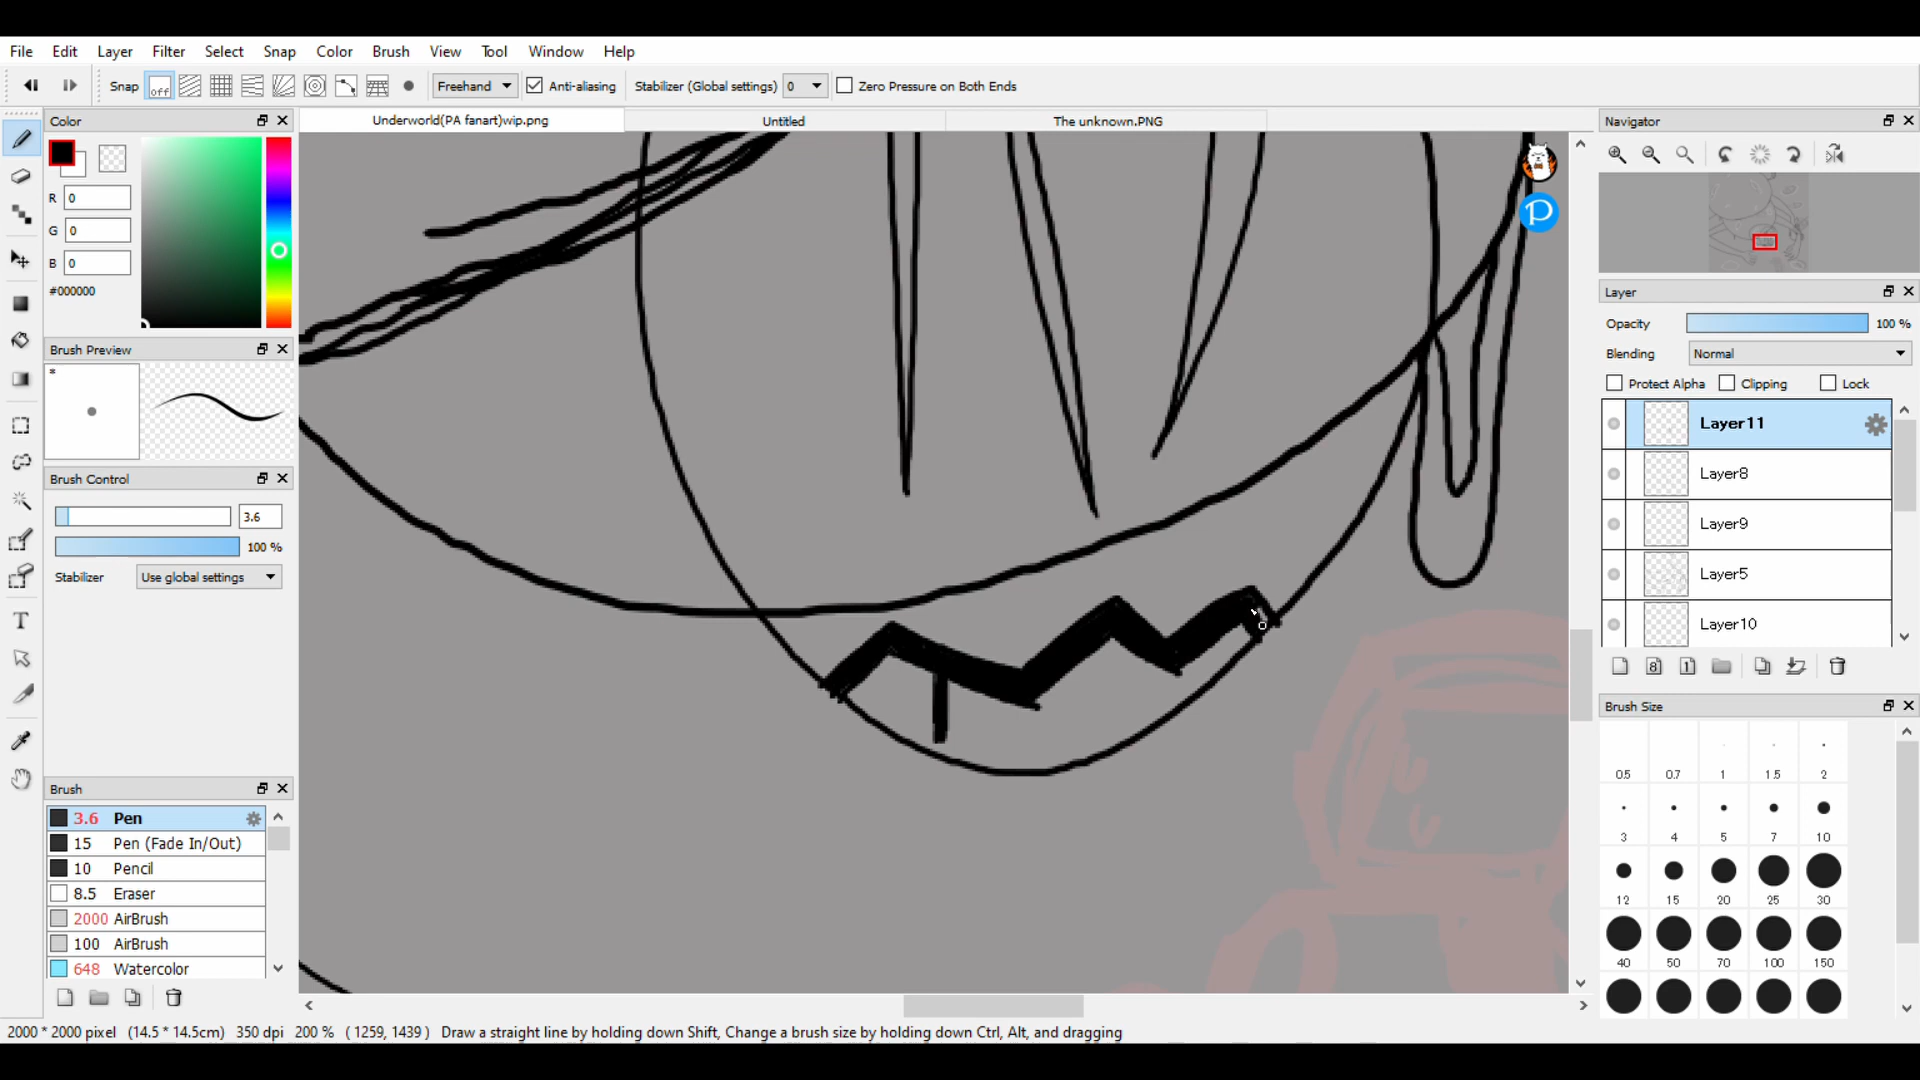 File Edit Layer Filter Select Snap Color Brush View Tool Window Help
Snap off Freehand Anti-aliasing Stabilizer (Global settings) 0 Zero Pressure on Both Ends
Color
Underworld(PA fanart)wip.png Untitled The unknown.PNG
Navigator
R 0
G 0
B 0
#000000
Layer
Opacity 100 %
Blending Normal
Protect Alpha Clipping Lock
Layer11
Layer8
Layer9
Layer5
Layer10
8 1
Brush Preview
*
Brush Control
3.6
100 %
Stabilizer Use global settings
T
P
Brush
3.6 Pen
15 Pen (Fade In/Out)
10 Pencil
8.5 Eraser
2000 AirBrush
100 AirBrush
648 Watercolor
Brush Size
0.5 0.7 1 1.5 2
3 4 5 7 10
12 15 20 25 30
40 50 70 100 150
2000 * 2000 pixel (14.5 * 14.5cm) 350 dpi 200 % ( 1259, 1439 ) Draw a straight line by holding down Shift, Change a brush size by holding down Ctrl, Alt, and dragging